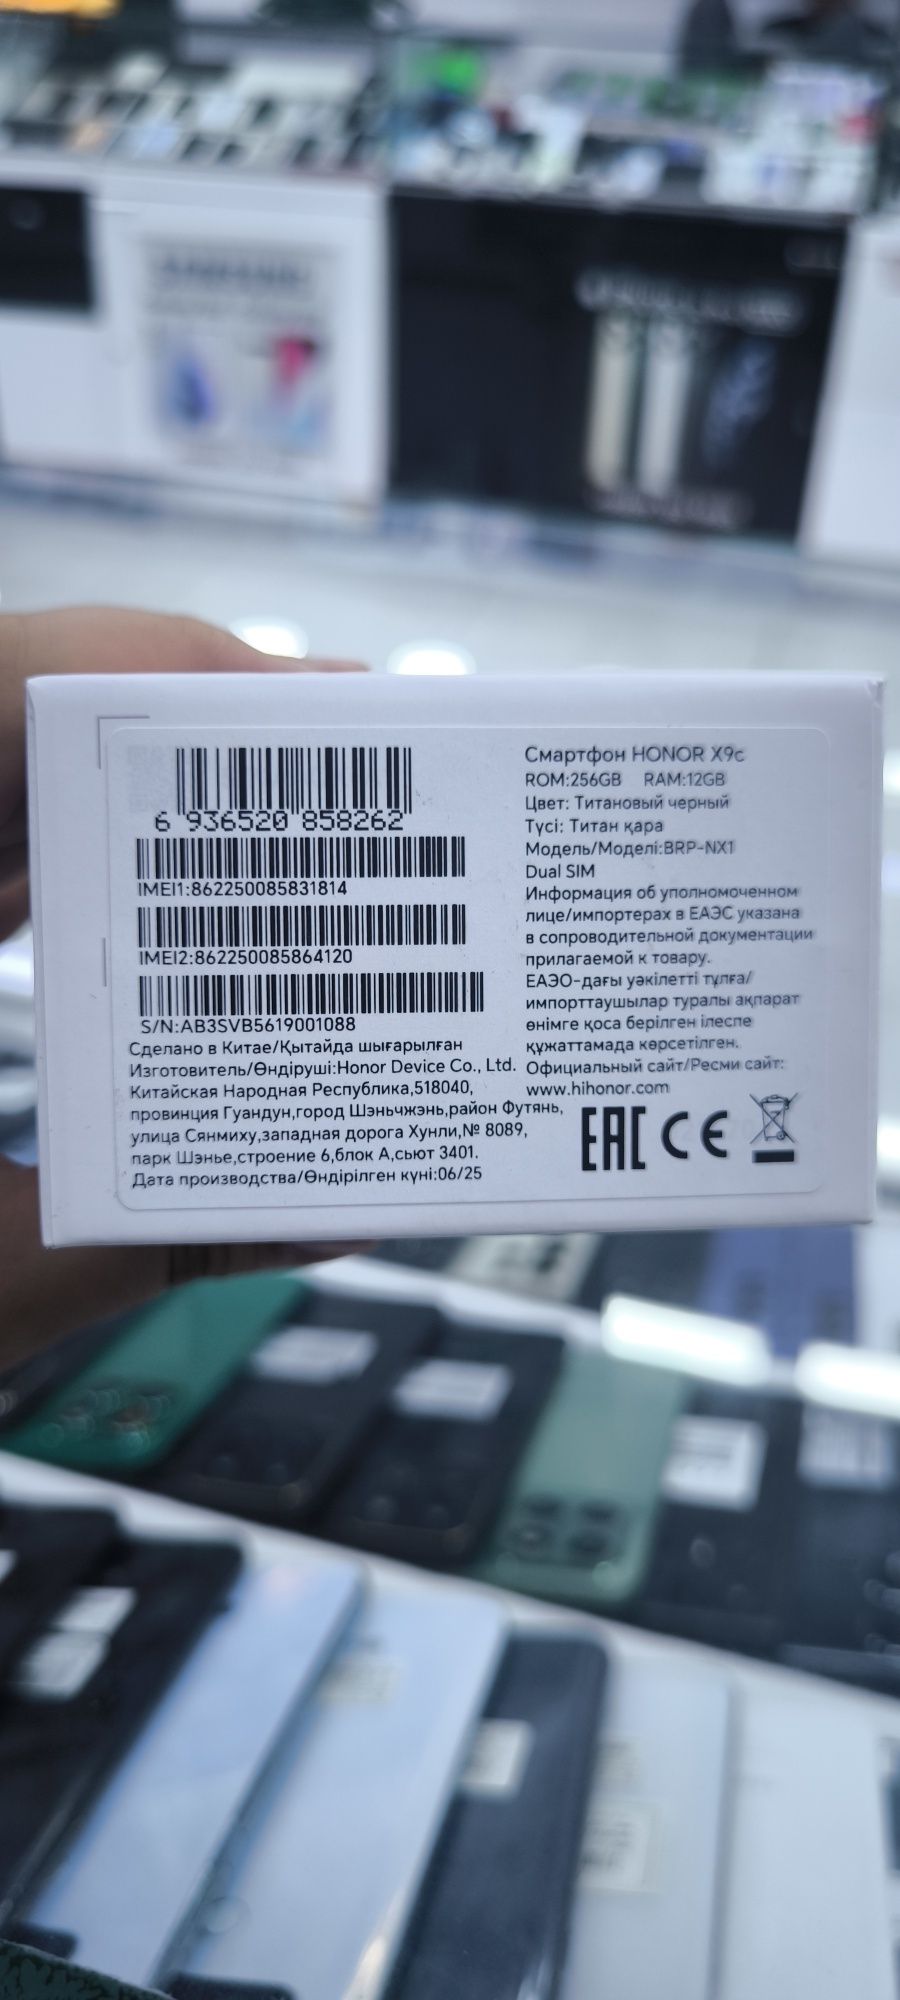 6 936520 858262
IMEI1:862250085831814
IMEI2:862250085864120
S/N:AB3SVB5619001088
Сделано в Китае/Қытайда шығарылған
Изготовитель/Өндіруші:Honor Device Co., Ltd.
Китайская Народная Республика,518040,
провинция Гуандун,город Шэньчжэнь,район Футянь,
улица Сянмиху,западная дорога Хунли,№ 8089,
парк Шэнье,строение 6,блок А,сьют 3401.
Дата производства/Өндірілген күні:06/25
Смартфон HONOR X9c
ROM:256GB RAM:12GB
Цвет: Титановый черный
Түсі: Титан қара
Модель/Моделі:BRP-NX1
Dual SIM
Информация об уполномоченном
лице/импортерах в ЕАЭС указана
в сопроводительной документации
прилагаемой к товару.
ЕАЭО-дағы уәкілетті тұлға/
импорттаушылар туралы ақпарат
өнімге қоса берілген ілеспе
құжаттамада көрсетілген.
Официальный сайт/Ресми сайт:
www.hihonor.com
EAC CE